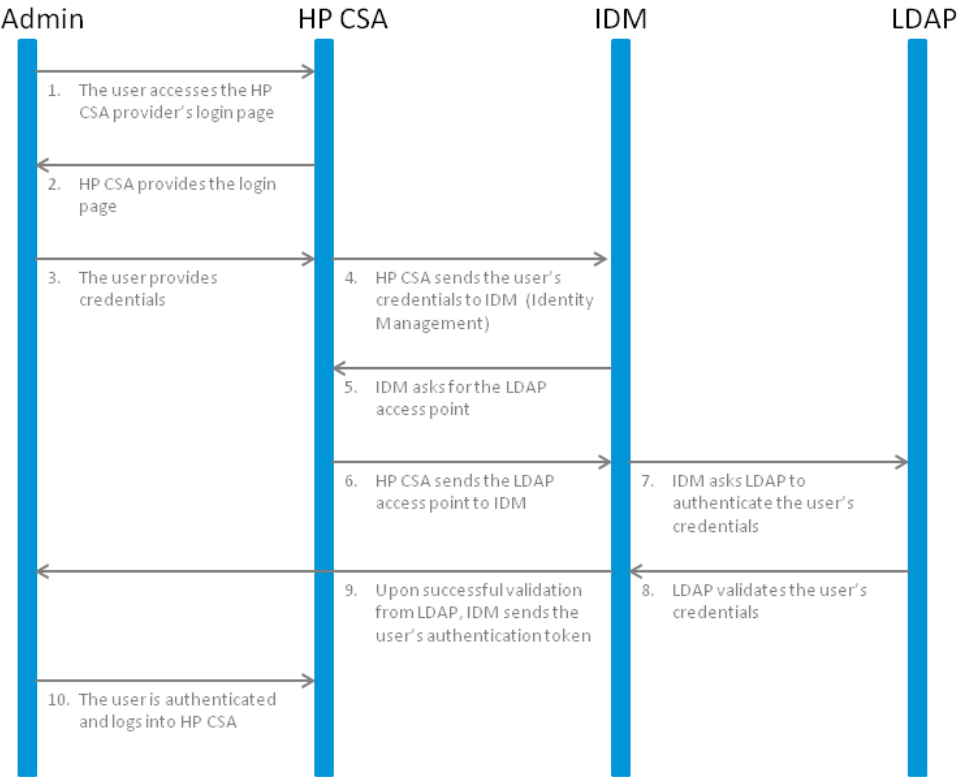 Admin
HP CSA
IDM
LDAP
1. The user accesses the HP
CSA provider's login page
2. HP CSA provides the login
page
3. The user provides
credentials
4. HP CSA sends the user's
credentials to IDM (Identity
Management)
5. IDM asks for the LDAP
access point
6. HP CSA sends the LDAP
access point to IDM
7. IDM asks LDAP to
authenticate the user's
credentials
8. LDAP validates the user's
credentials
9. Upon successful validation
from LDAP, IDM sends the
user's authentication token
10. The user is authenticated
and logs into HP CSA